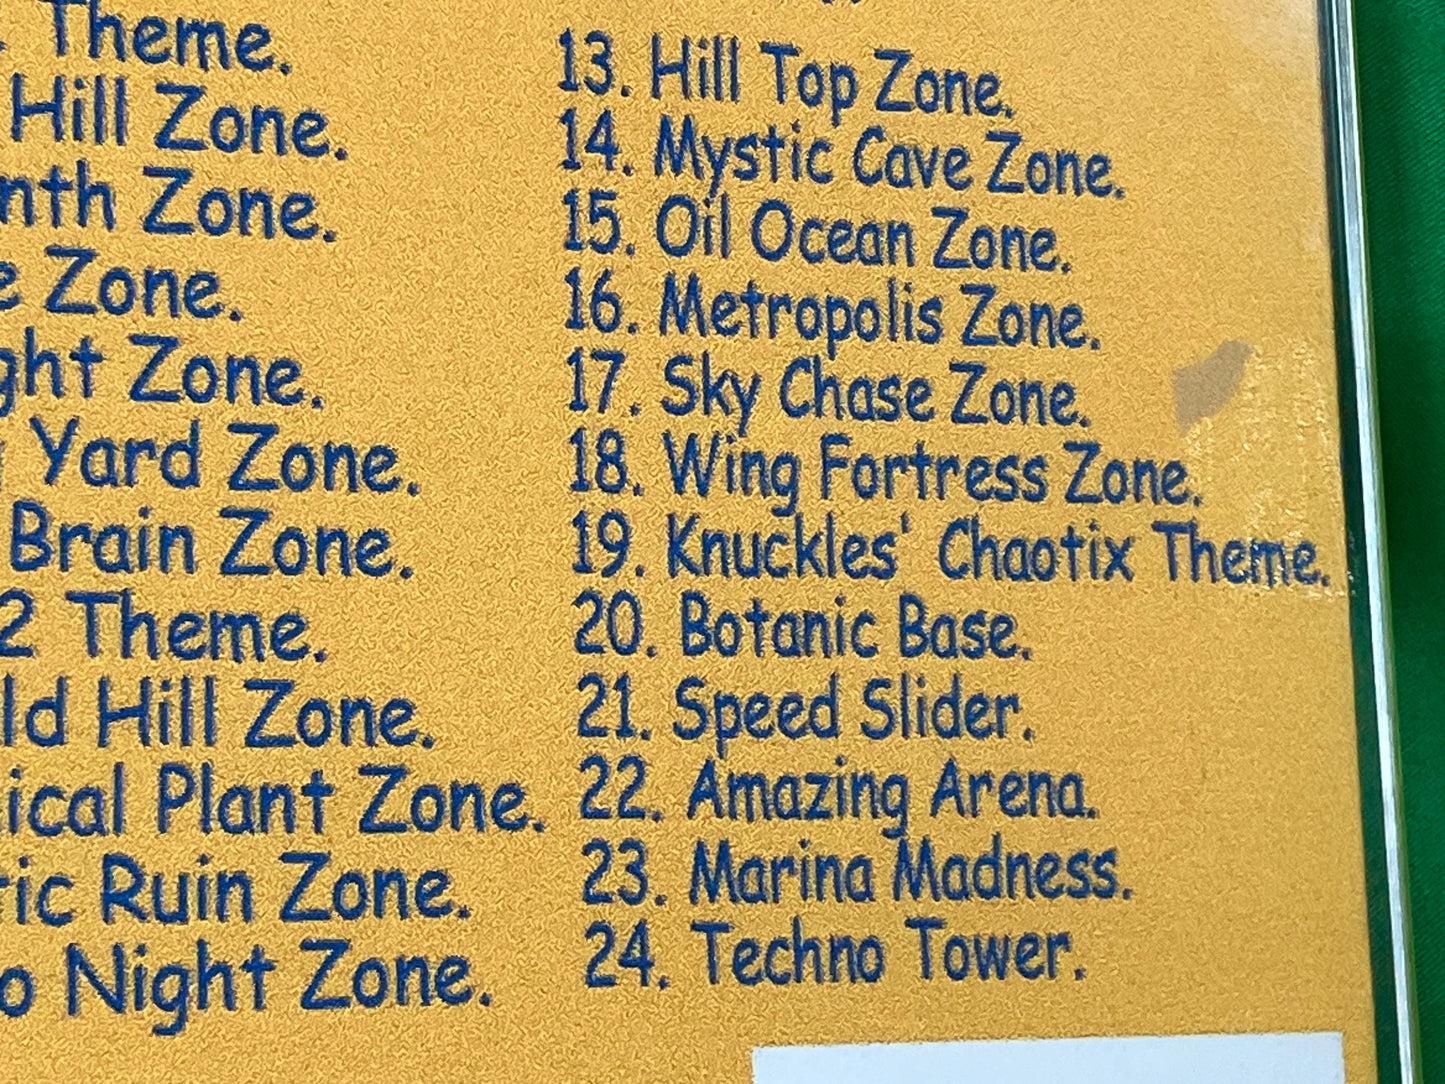 Theme.
Hill Zone.
nth Zone.
e Zone.
ght Zone.
Yard Zone.
Brain Zone.
2 Theme.
ld Hill Zone.
ical Plant Zone.
ric Ruin Zone.
o Night Zone.
13. Hill Top Zone.
14. Mystic Cave Zone.
15. Oil Ocean Zone.
16. Metropolis Zone.
17. Sky Chase Zone.
18. Wing Fortress Zone.
19. Knuckles' Chaotix Theme.
20. Botanic Base.
21. Speed Slider.
22. Amazing Arena.
23. Marina Madness.
24. Techno Tower.